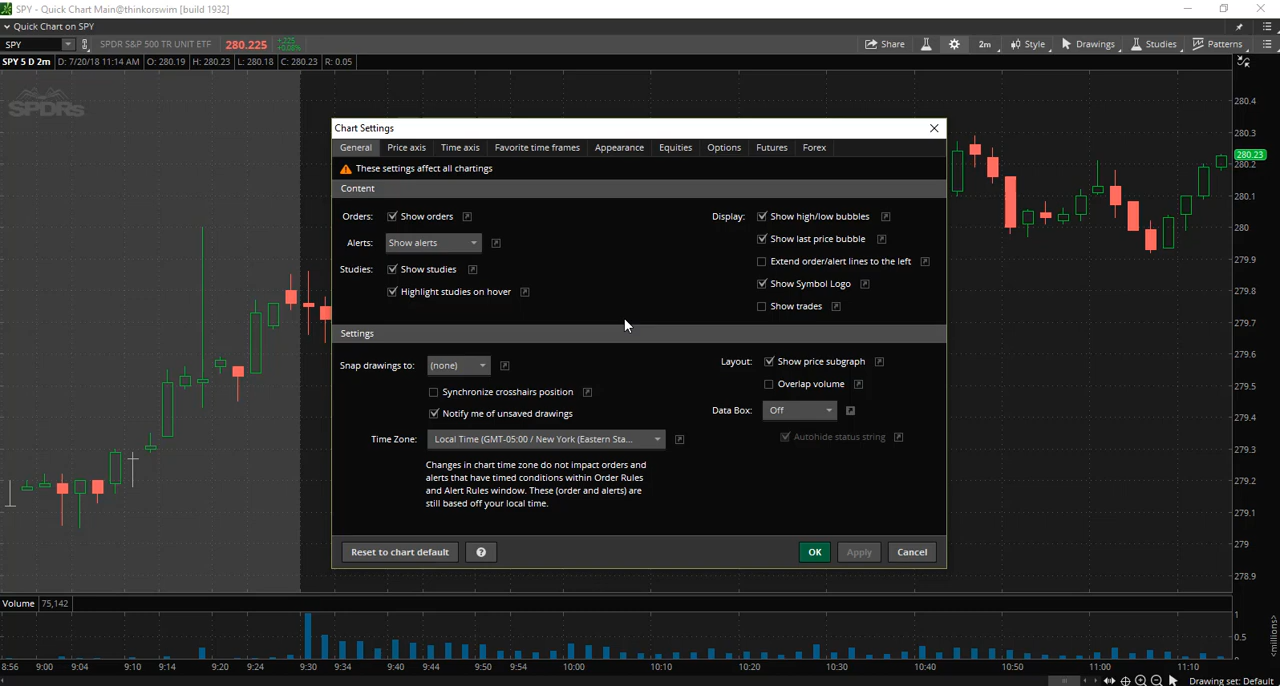 SPY - Quick Chart Main@thinkorswim [build 1932]
Quick Chart on SPY
SPY SPDR S&P 500 TR UNIT ETF 280.225 +.225 +0.08% Share 2m Style Drawings Studies Patterns
SPY 5 D 2m D: 7/20/18 11:14 AM O: 280.19 H: 280.23 L: 280.18 C: 280.23 R: 0.05
SPDRs
Chart Settings
General Price axis Time axis Favorite time frames Appearance Equities Options Futures Forex
These settings affect all chartings
Content
Orders: Show orders
Alerts: Show alerts
Studies: Show studies
Highlight studies on hover
Display: Show high/low bubbles
Show last price bubble
Extend order/alert lines to the left
Show Symbol Logo
Show trades
Settings
Snap drawings to: (none)
Synchronize crosshairs position
Notify me of unsaved drawings
Time Zone: Local Time (GMT-05:00 / New York (Eastern Sta...
Changes in chart time zone do not impact orders and
alerts that have timed conditions within Order Rules
and Alert Rules window. These (order and alerts) are
still based off your local time.
Layout: Show price subgraph
Overlap volume
Data Box: Off
Autohide status string
Reset to chart default ? OK Apply Cancel
280.4
280.3
280.23
280.2
280.1
280
279.9
279.8
279.7
279.6
279.5
279.4
279.3
279.2
279.1
279
278.9
Volume 75,142
1
0.5
0
<millions>
8:56 9:00 9:04 9:10 9:14 9:20 9:24 9:30 9:34 9:40 9:44 9:50 9:54 10:00 10:10 10:20 10:30 10:40 10:50 11:00 11:10
Drawing set: Default